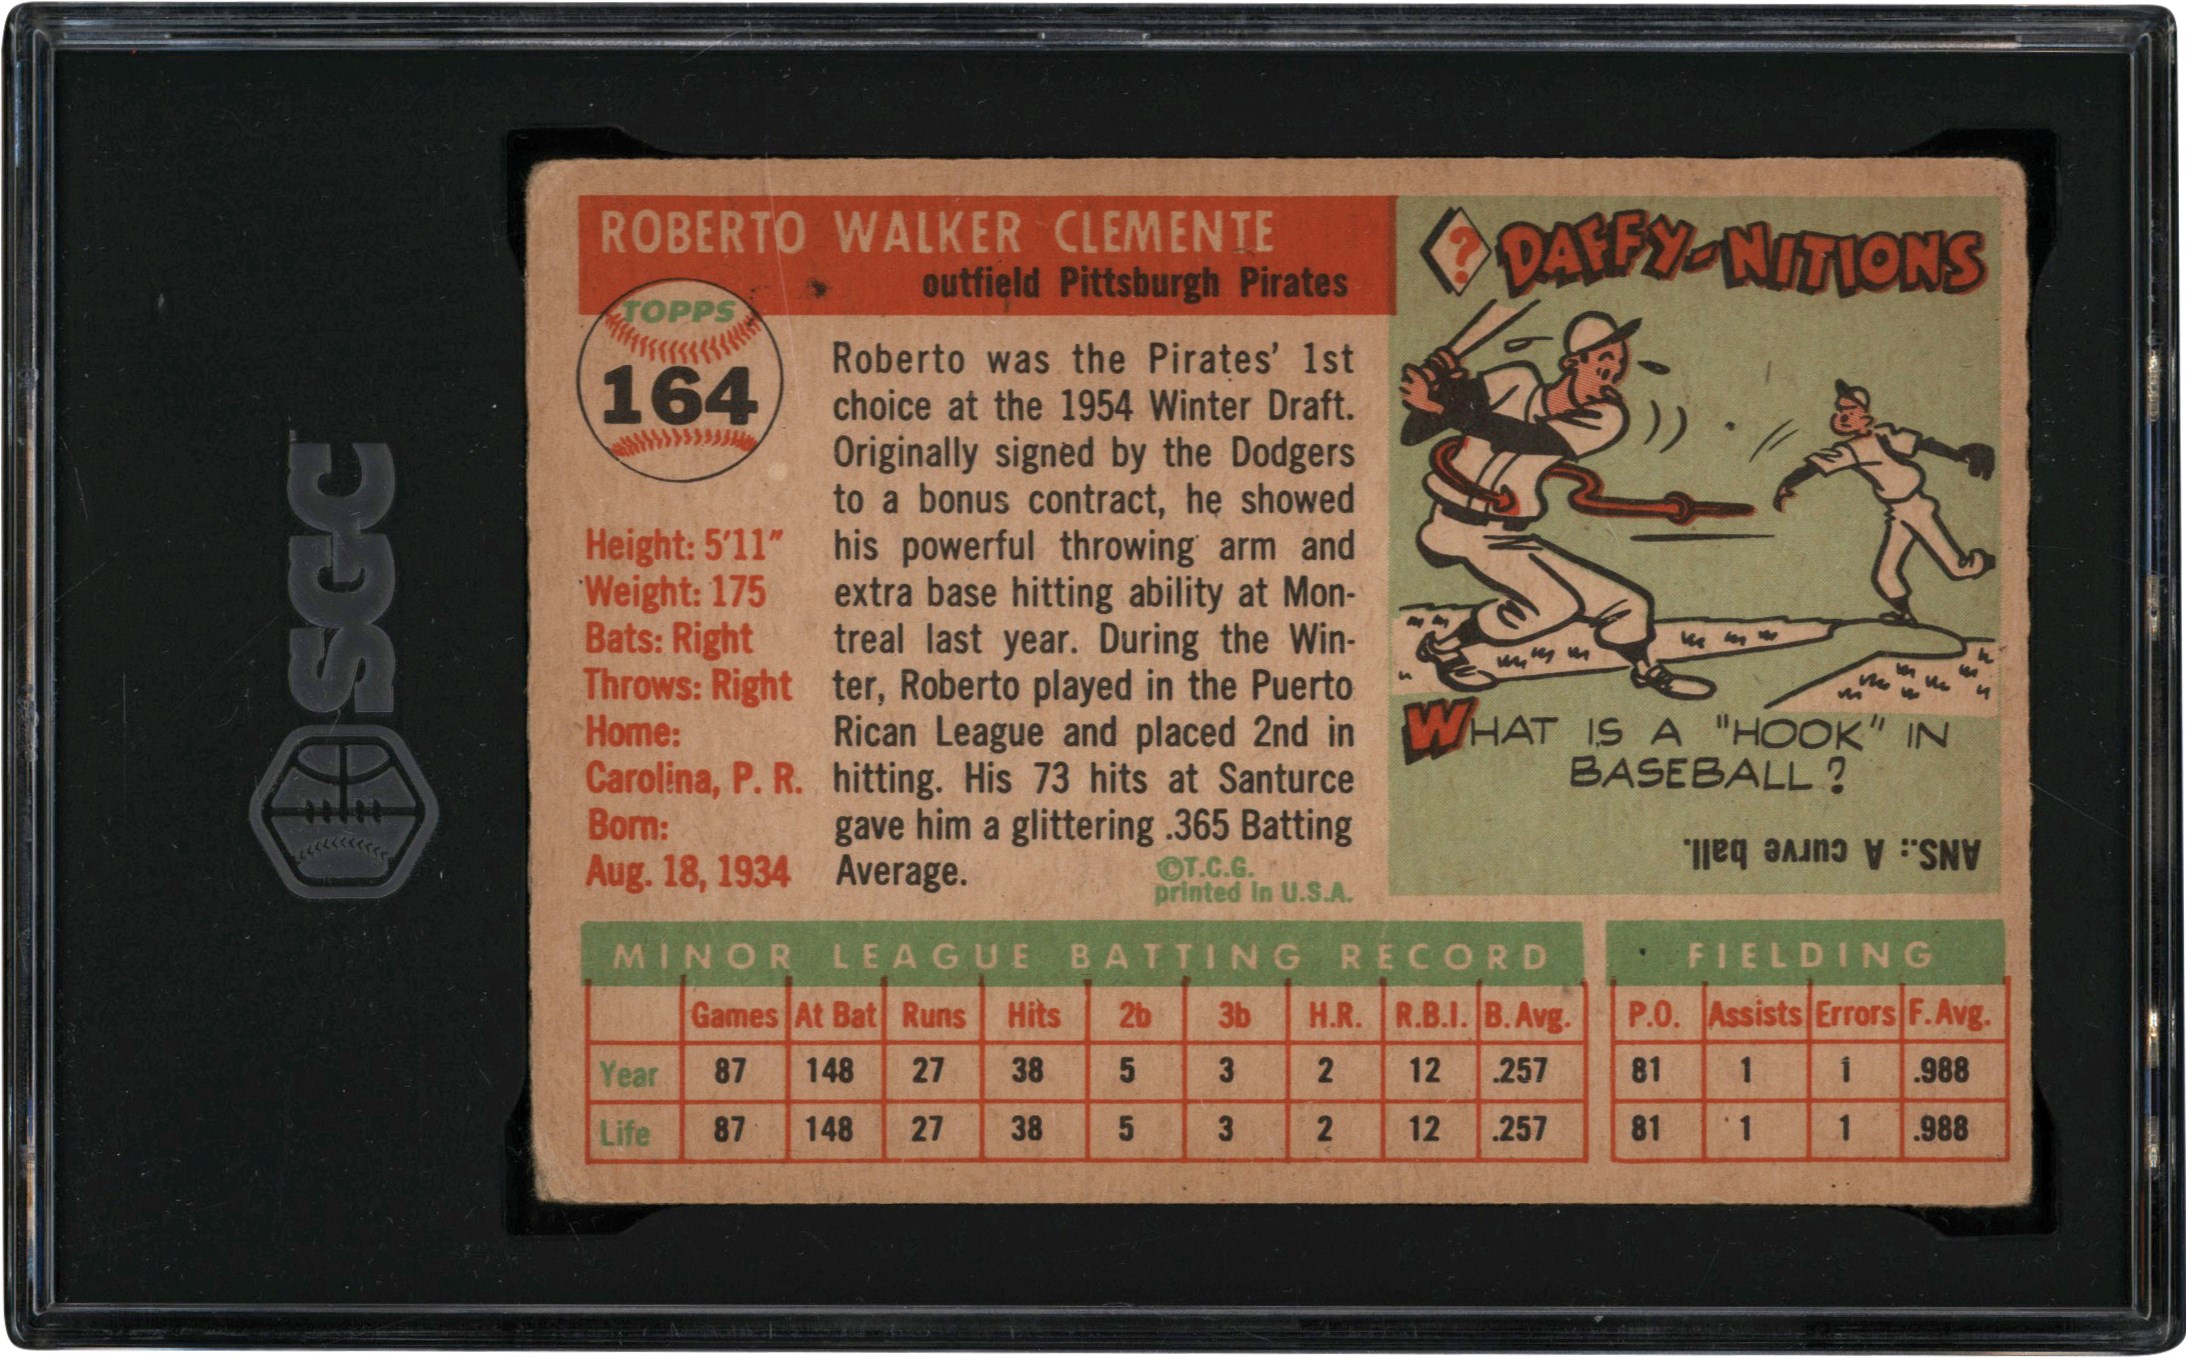 SGC
ROBERTO WALKER CLEMENTE
outfield Pittsburgh Pirates
TOPPS
164
Height: 5'11"
Weight: 175
Bats: Right
Throws: Right
Home:
Carolina, P. R.
Born:
Aug. 18, 1934
Roberto was the Pirates' 1st
choice at the 1954 Winter Draft.
Originally signed by the Dodgers
to a bonus contract, he showed
his powerful throwing arm and
extra base hitting ability at Mon-
treal last year. During the Win-
ter, Roberto played in the Puerto
Rican League and placed 2nd in
hitting. His 73 hits at Santurce
gave him a glittering .365 Batting
Average.
©T.C.G.
printed in U.S.A.
? DAFFY-NITIONS
WHAT IS A "HOOK" IN
BASEBALL?
ANS.: A curve ball.
MINOR LEAGUE BATTING RECORD
Games At Bat Runs Hits 2b 3b H.R. R.B.I. B. Avg.
Year 87 148 27 38 5 3 2 12 .257
Life 87 148 27 38 5 3 2 12 .257
FIELDING
P.O. Assists Errors F. Avg.
81 1 1 .988
81 1 1 .988